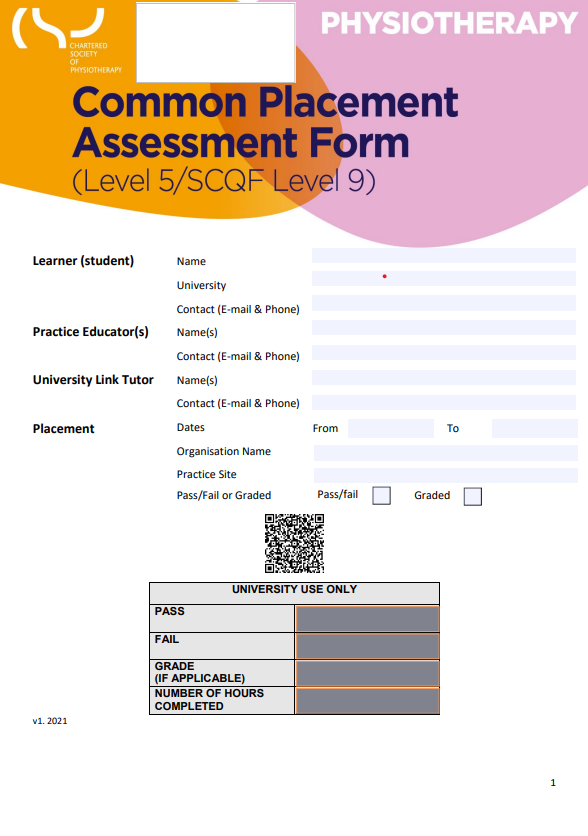 CHARTERED
SOCIETY
OF
PHYSIOTHERAPY
PHYSIOTHERAPY
Common Placement
Assessment Form
(Level 5/SCQF Level 9)
Learner (student) Name
University
Contact (E-mail & Phone)
Practice Educator(s) Name(s)
Contact (E-mail & Phone)
University Link Tutor Name(s)
Contact (E-mail & Phone)
Placement Dates From To
Organisation Name
Practice Site
Pass/Fail or Graded Pass/fail Graded
UNIVERSITY USE ONLY
PASS
FAIL
GRADE
(IF APPLICABLE)
NUMBER OF HOURS
COMPLETED
v1. 2021
1